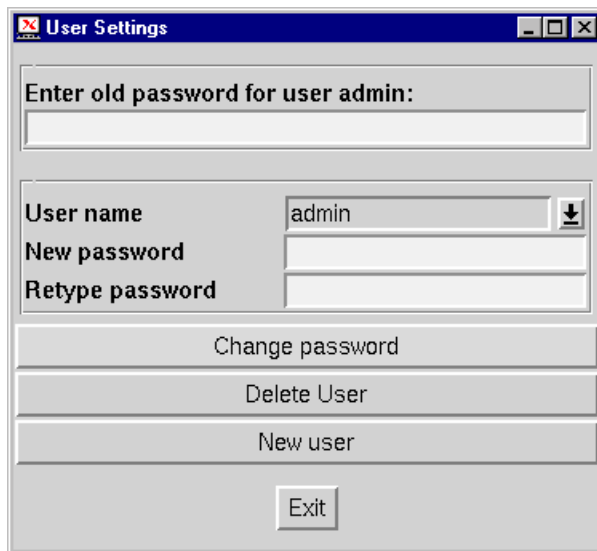 User Settings
Enter old password for user admin:
User name admin
New password
Retype password
Change password
Delete User
New user
Exit